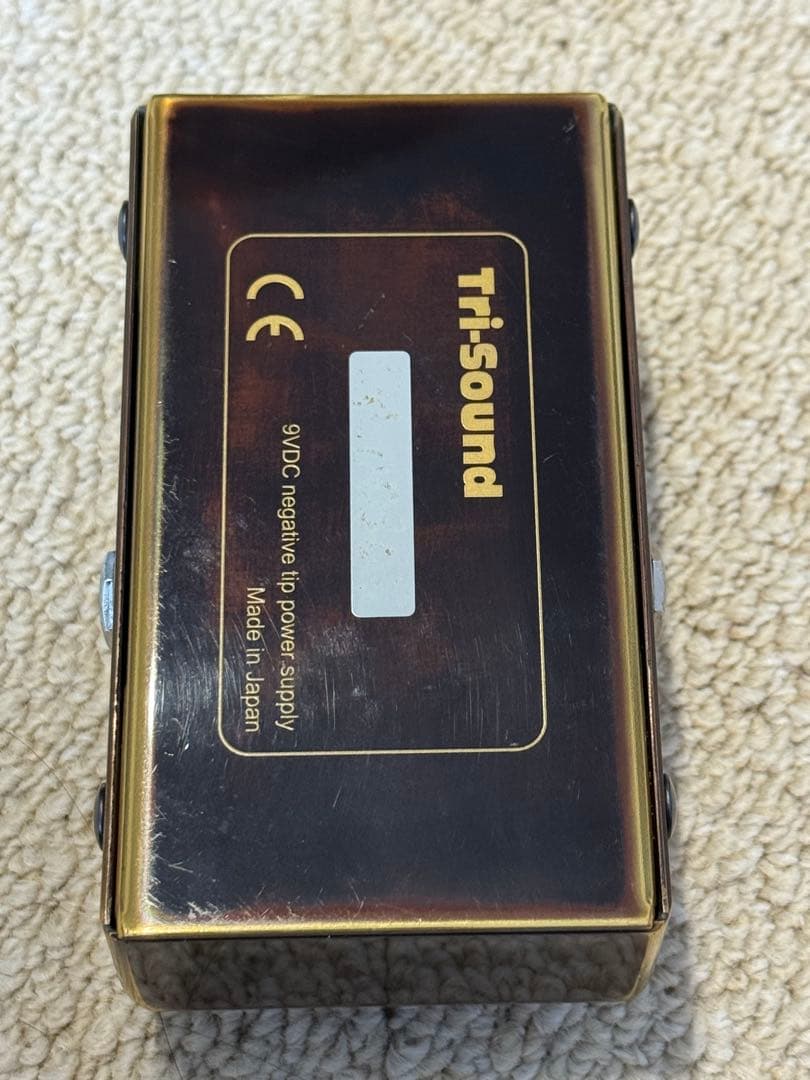 Tri-Sound
9VDC negative tip power supply
CE Made in Japan